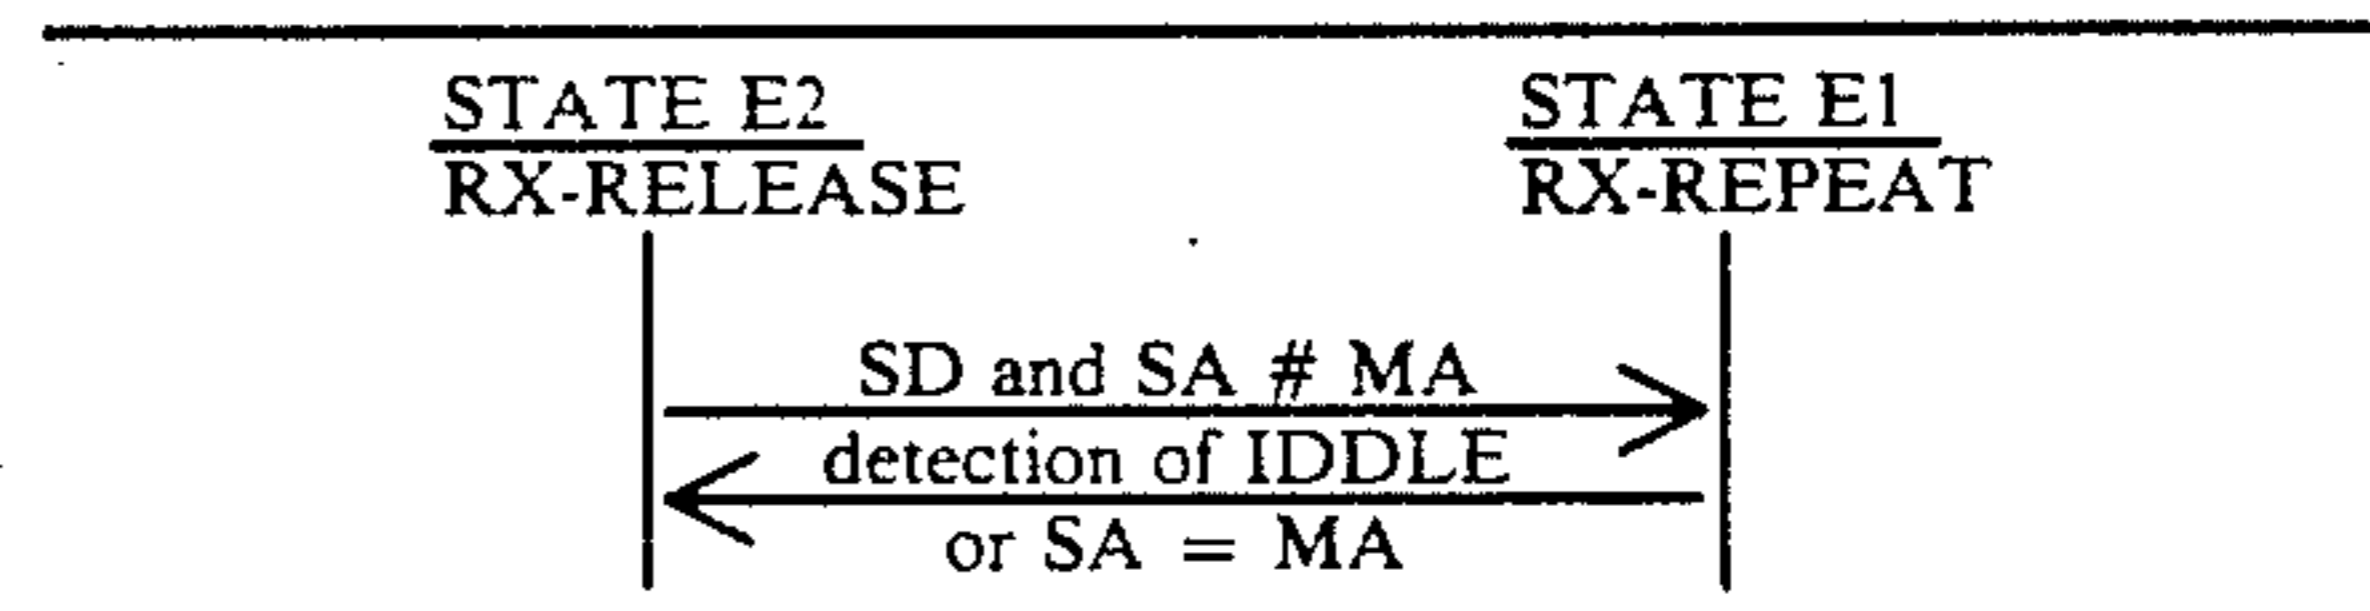 STATE E2
RX-RELEASE
STATE E1
RX-REPEAT
SD and SA # MA
detection of IDDLE
or SA = MA